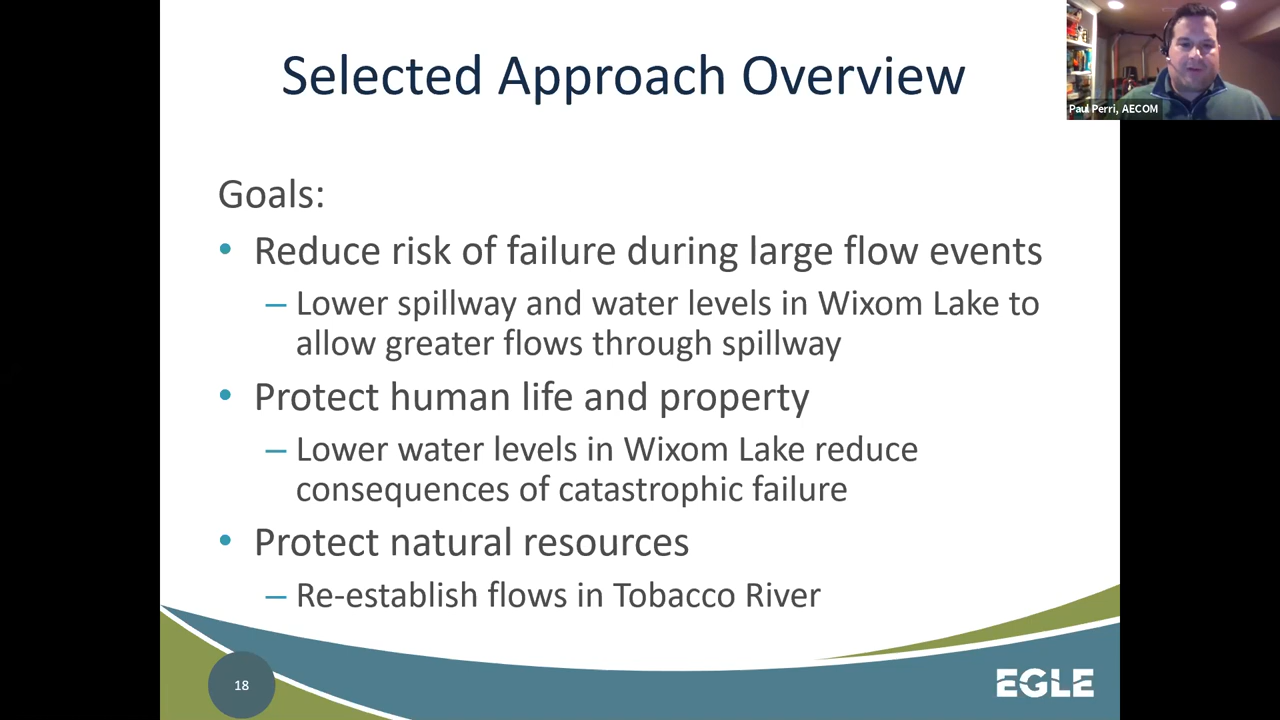 Selected Approach Overview
Paul Perri, AECOM
Goals:
• Reduce risk of failure during large flow events
– Lower spillway and water levels in Wixom Lake to
allow greater flows through spillway
• Protect human life and property
– Lower water levels in Wixom Lake reduce
consequences of catastrophic failure
• Protect natural resources
– Re-establish flows in Tobacco River
18
EGLE